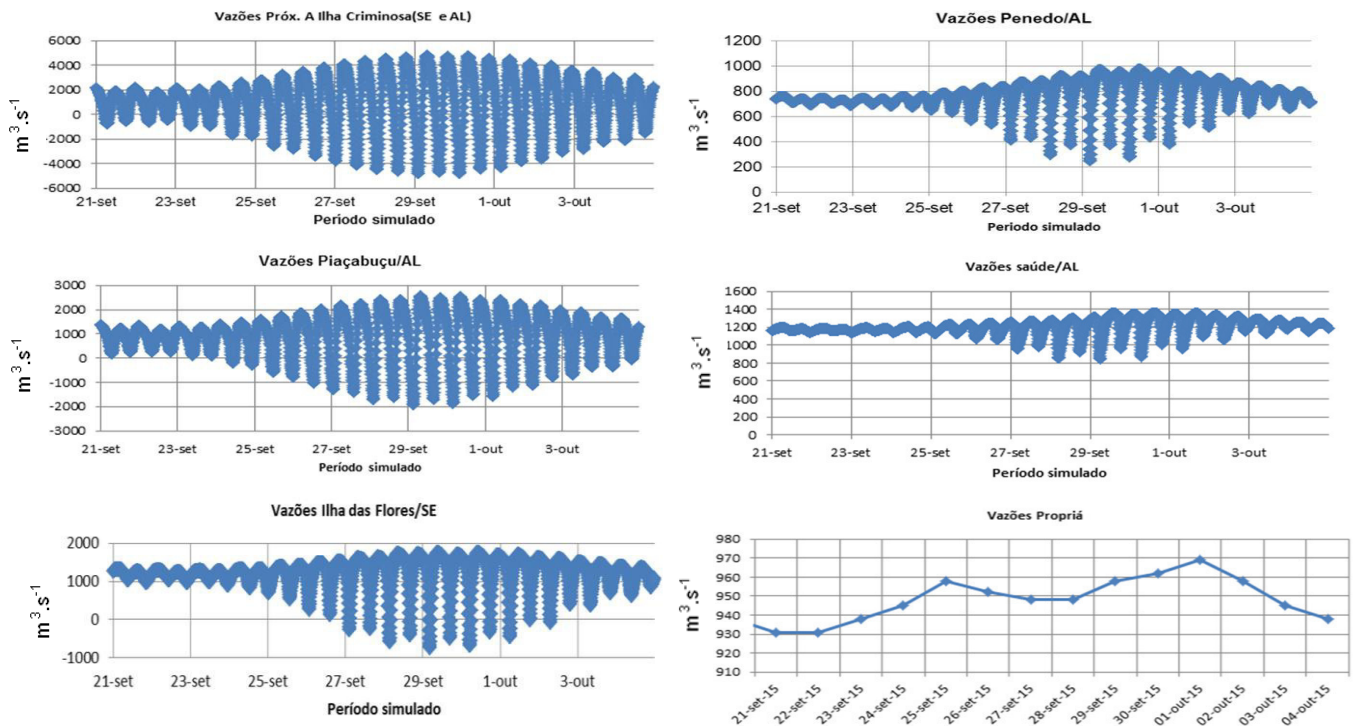 Vazões Próx. A Ilha Criminosa(SE e AL)
6000
4000
2000
0
-2000
-4000
-6000
m³.s⁻¹
21-set 23-set 25-set 27-set 29-set 1-out 3-out
Período simulado
Vazões Penedo/AL
1200
1000
800
600
400
200
0
m³.s⁻¹
21-set 23-set 25-set 27-set 29-set 1-out 3-out
Periodo simulado
Vazões Piaçabuçu/AL
3000
2000
1000
0
-1000
-2000
-3000
m³.s⁻¹
21-set 23-set 25-set 27-set 29-set 1-out 3-out
Período simulado
Vazões saúde/AL
1600
1400
1200
1000
800
600
400
200
0
m³.s⁻¹
21-set 23-set 25-set 27-set 29-set 1-out 3-out
Período simulado
Vazões Ilha das Flores/SE
2000
1000
0
-1000
m³.s⁻¹
21-set 23-set 25-set 27-set 29-set 1-out 3-out
Período simulado
Vazões Propriá
980
970
960
950
940
930
920
910
m³.s⁻¹
21-set-15 22-set-15 23-set-15 24-set-15 25-set-15 26-set-15 27-set-15 28-set-15 29-set-15 30-set-15 01-out-15 02-out-15 03-out-15 04-out-15